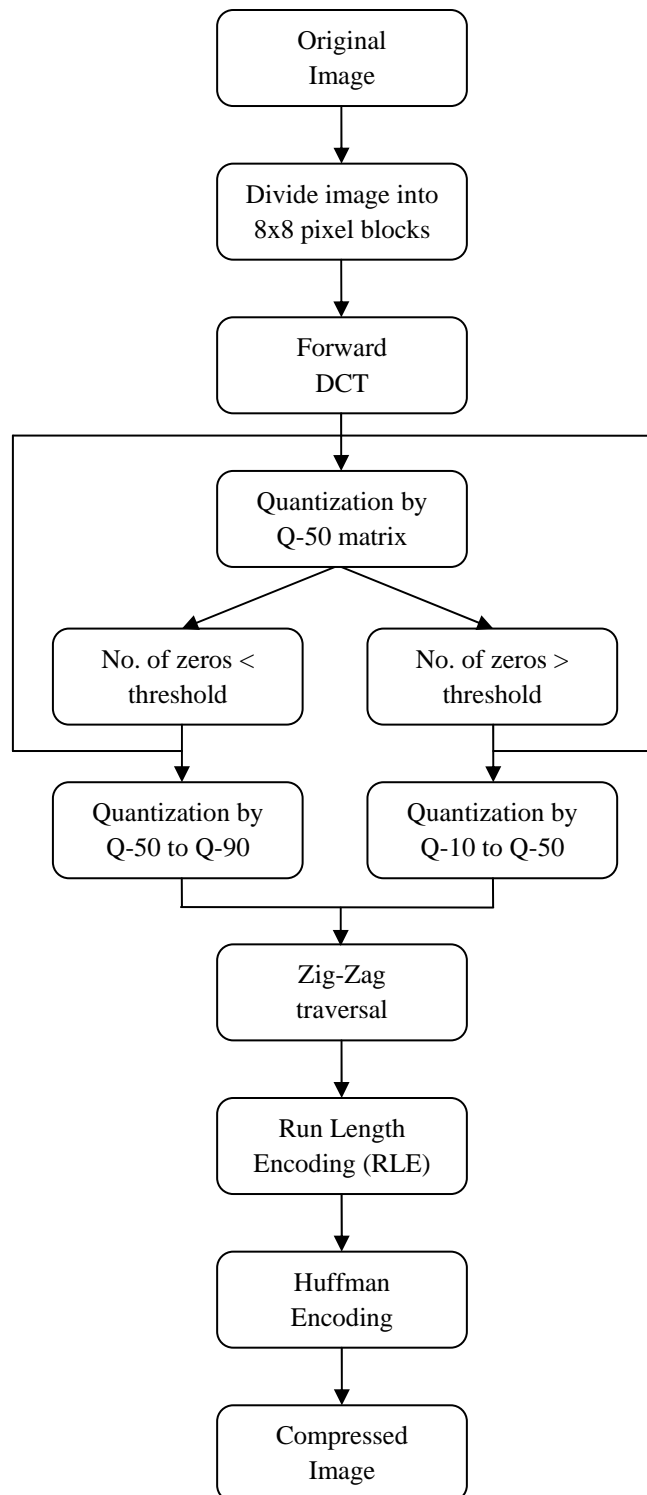 Original
Image
Divide image into
8x8 pixel blocks
Forward
DCT
Quantization by
Q-50 matrix
No. of zeros <
threshold
No. of zeros >
threshold
Quantization by
Q-50 to Q-90
Quantization by
Q-10 to Q-50
Zig-Zag
traversal
Run Length
Encoding (RLE)
Huffman
Encoding
Compressed
Image